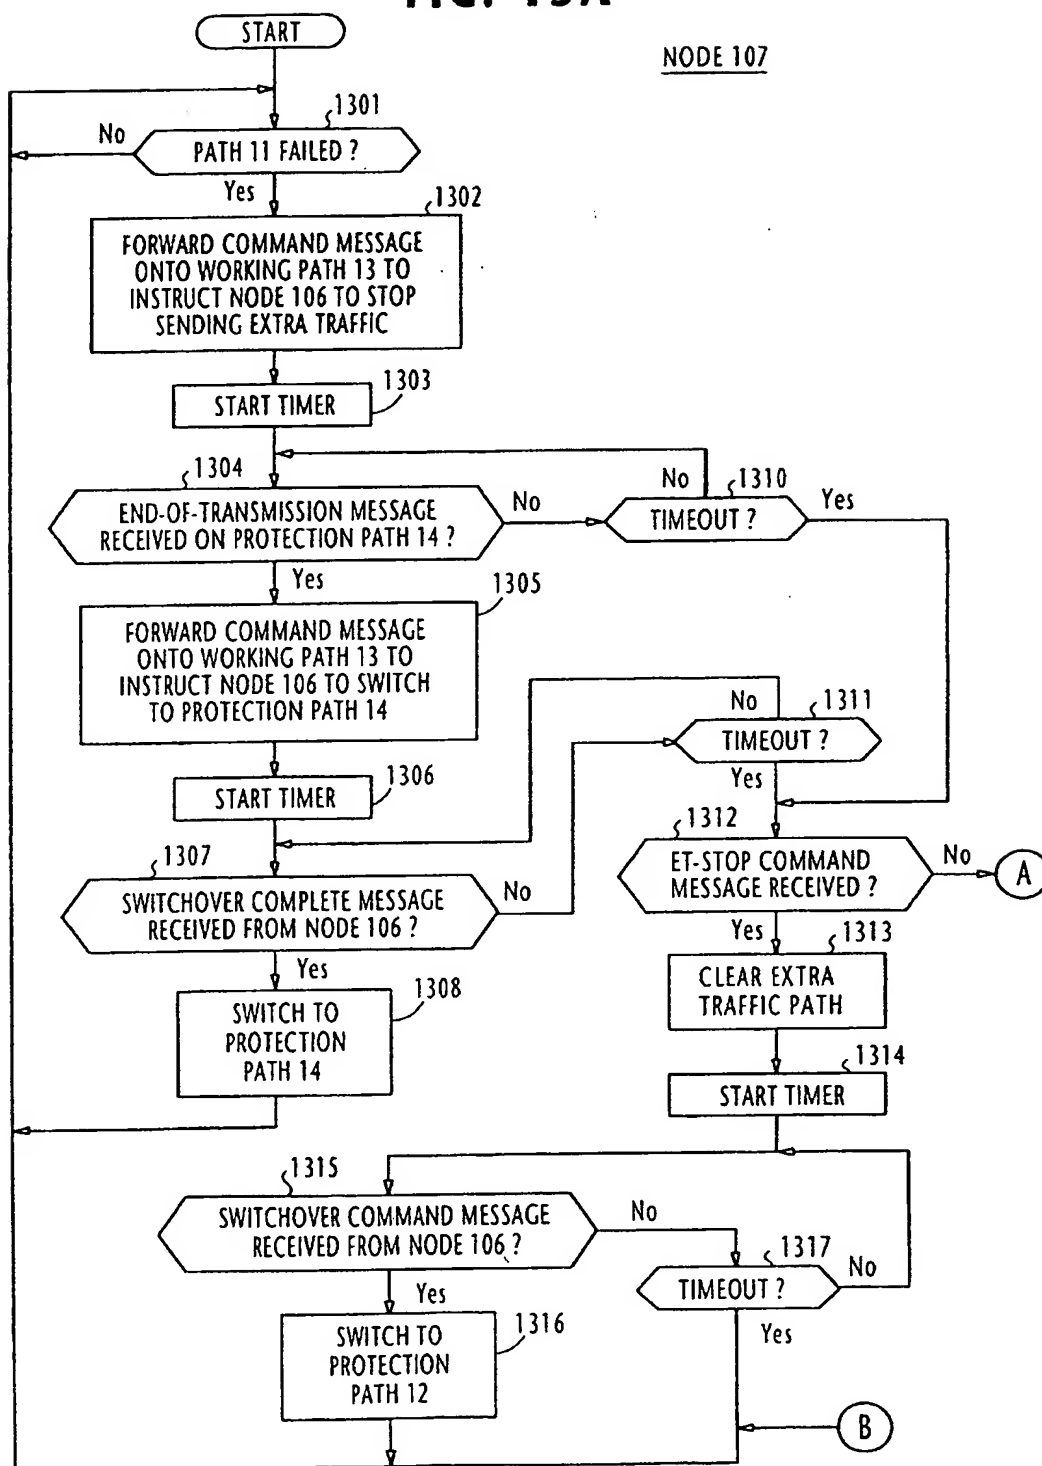 FIG. 13A
START
NODE 107
1301
No
PATH 11 FAILED ?
Yes
1302
FORWARD COMMAND MESSAGE
ONTO WORKING PATH 13 TO
INSTRUCT NODE 106 TO STOP
SENDING EXTRA TRAFFIC
1303
START TIMER
1304
END-OF-TRANSMISSION MESSAGE
RECEIVED ON PROTECTION PATH 14 ?
No
No
1310
TIMEOUT ?
Yes
Yes
1305
FORWARD COMMAND MESSAGE
ONTO WORKING PATH 13 TO
INSTRUCT NODE 106 TO SWITCH
TO PROTECTION PATH 14
No
1311
TIMEOUT ?
Yes
START TIMER
1306
1307
SWITCHOVER COMPLETE MESSAGE
RECEIVED FROM NODE 106 ?
No
1312
ET-STOP COMMAND
MESSAGE RECEIVED ?
No
A
Yes
1308
SWITCH TO
PROTECTION
PATH 14
Yes
1313
CLEAR EXTRA
TRAFFIC PATH
1314
START TIMER
1315
SWITCHOVER COMMAND MESSAGE
RECEIVED FROM NODE 106 ?
No
1317
TIMEOUT ?
No
Yes
Yes
1316
SWITCH TO
PROTECTION
PATH 12
B